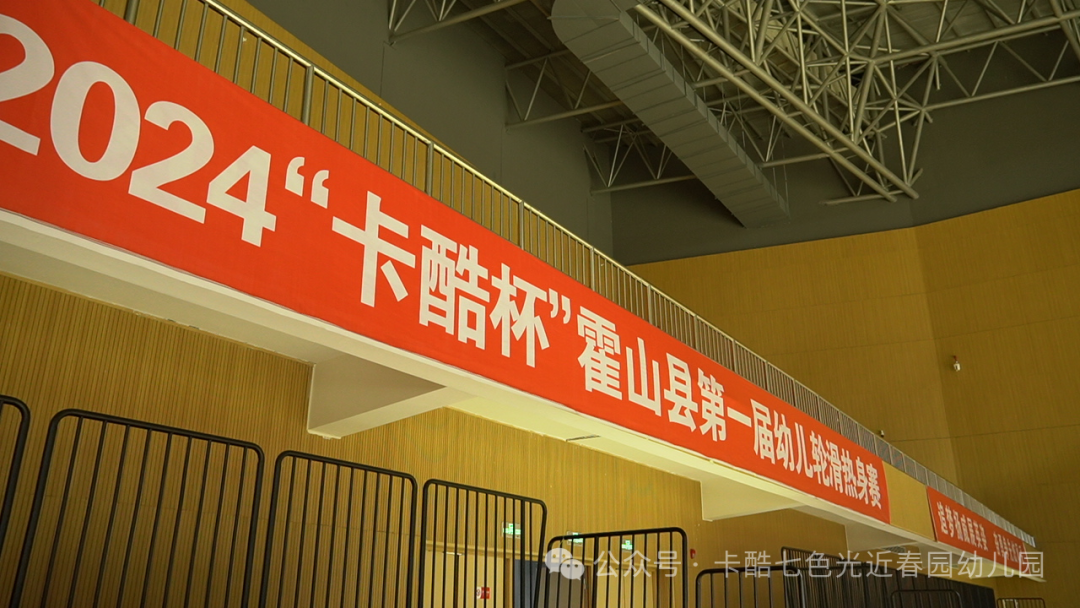 2024“卡酷杯”霍山县第一届幼儿轮滑热身赛
公众号 · 卡酷七色光近春园幼儿园